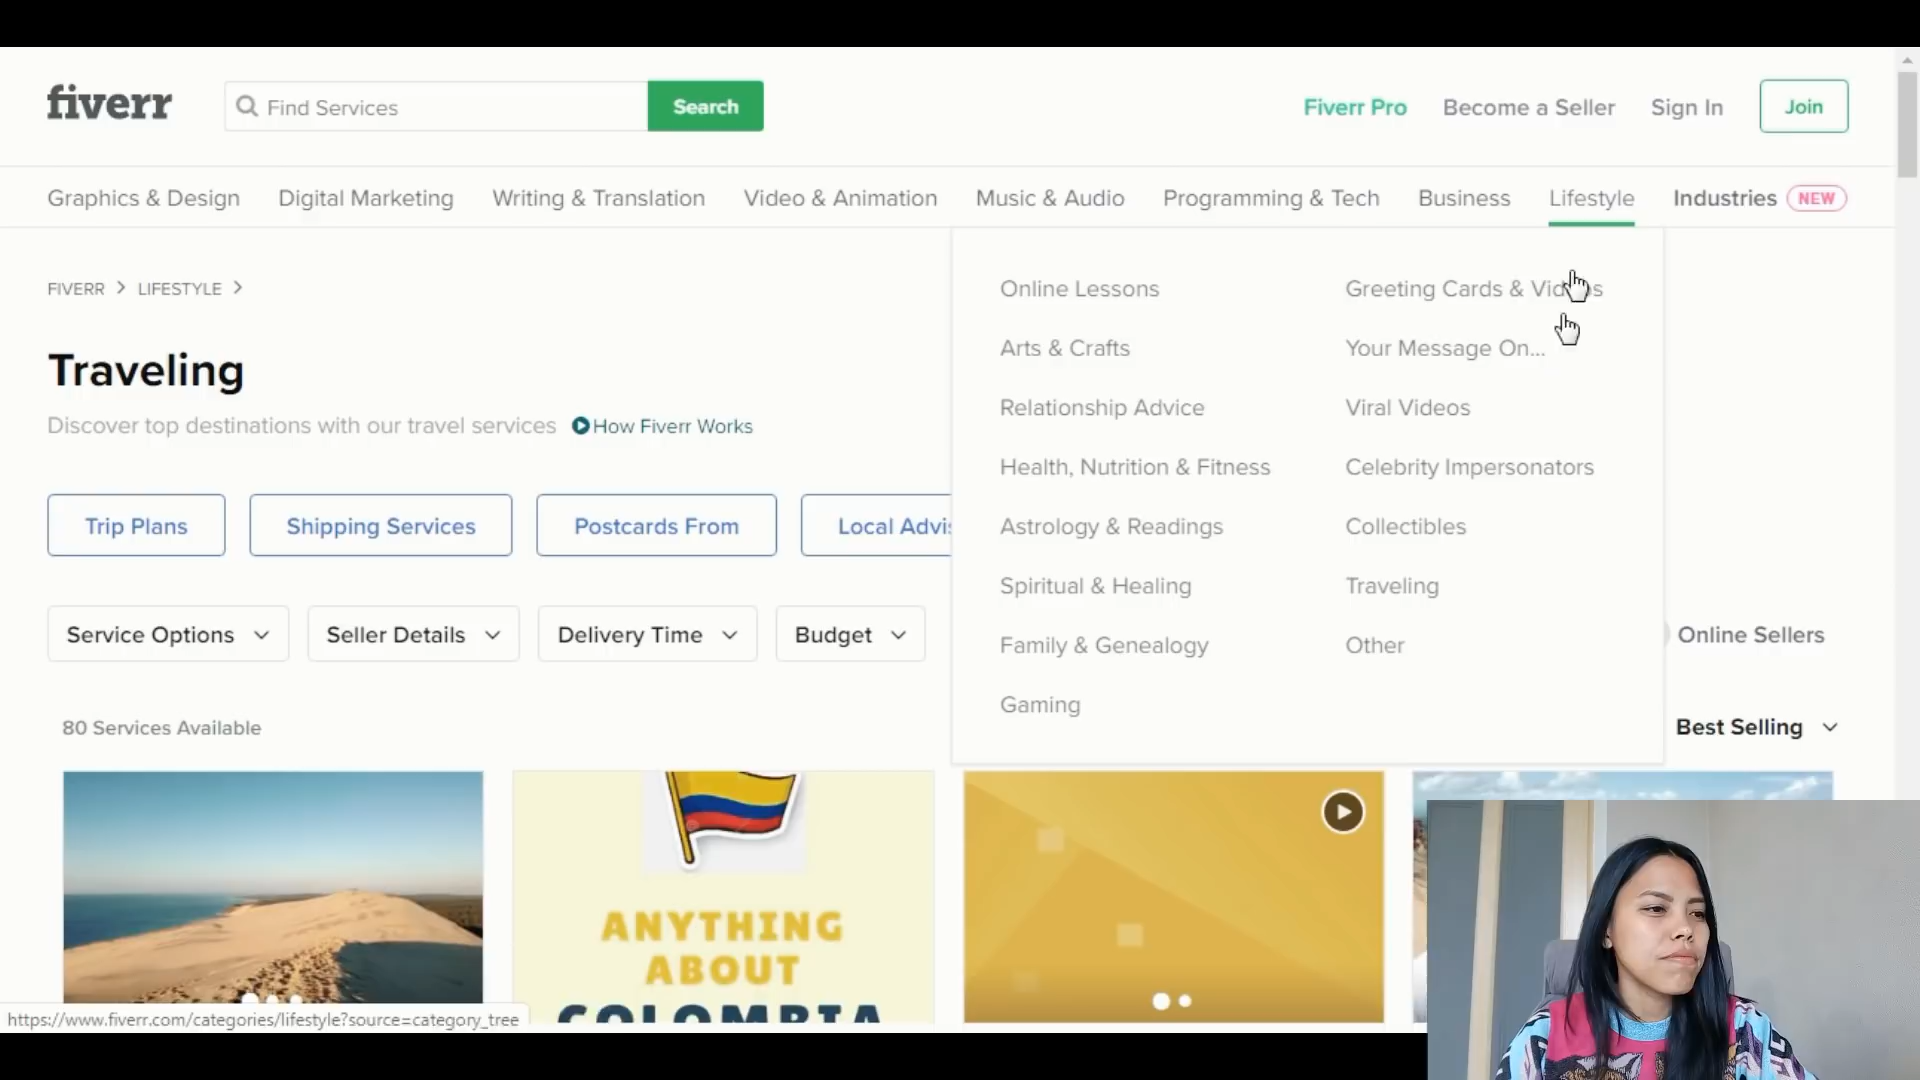 fiverr
Find Services
Search
Fiverr Pro
Become a Seller
Sign In
Join
Graphics & Design
Digital Marketing
Writing & Translation
Video & Animation
Music & Audio
Programming & Tech
Business
Lifestyle
Industries NEW
FIVERR > LIFESTYLE >
Traveling
Discover top destinations with our travel services
How Fiverr Works
Trip Plans
Shipping Services
Postcards From
Local Advis
Service Options
Seller Details
Delivery Time
Budget
Online Lessons
Arts & Crafts
Relationship Advice
Health, Nutrition & Fitness
Astrology & Readings
Spiritual & Healing
Family & Genealogy
Gaming
Greeting Cards & Videos
Your Message On...
Viral Videos
Celebrity Impersonators
Collectibles
Traveling
Other
Online Sellers
80 Services Available
Best Selling
ANYTHING
ABOUT
COLOMBIA
https://www.fiverr.com/categories/lifestyle?source=category_tree